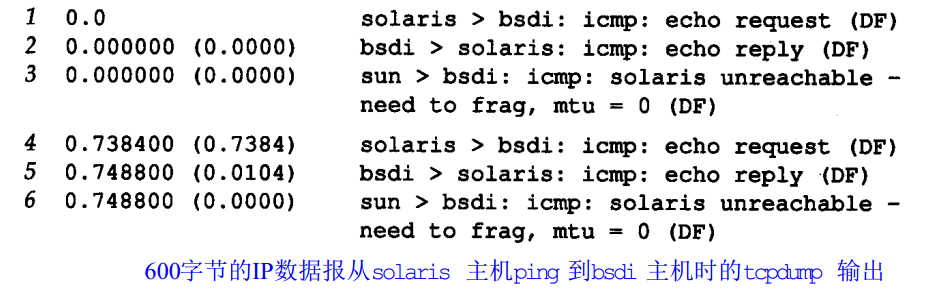 1 0.0 solaris > bsdi: icmp: echo request (DF)
2 0.000000 (0.0000) bsdi > solaris: icmp: echo reply (DF)
3 0.000000 (0.0000) sun > bsdi: icmp: solaris unreachable –
need to frag, mtu = 0 (DF)
4 0.738400 (0.7384) solaris > bsdi: icmp: echo request (DF)
5 0.748800 (0.0104) bsdi > solaris: icmp: echo reply (DF)
6 0.748800 (0.0000) sun > bsdi: icmp: solaris unreachable –
need to frag, mtu = 0 (DF)
600字节的IP数据报从solaris 主机ping 到bsdi 主机时的tcpdump 输出